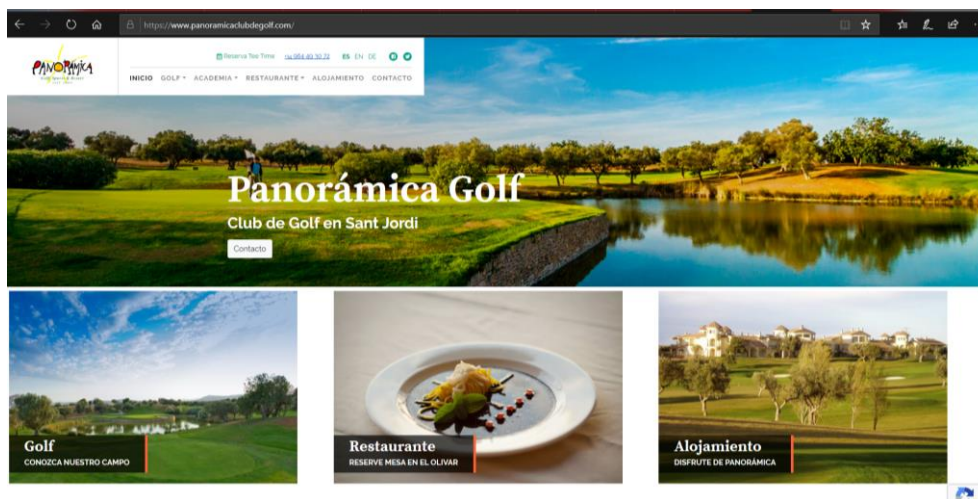 https://www.panoramicaclubdegolf.com/
PANORÁMICA
Reserva Tee Time
ES EN DE
INICIO GOLF ACADEMIA RESTAURANTE ALOJAMIENTO CONTACTO
Panorámica Golf
Club de Golf en Sant Jordi
Contacto
Golf
CONOZCA NUESTRO CAMPO
Restaurante
RESERVE MESA EN EL OLIVAR
Alojamiento
DISFRUTE DE PANORÁMICA